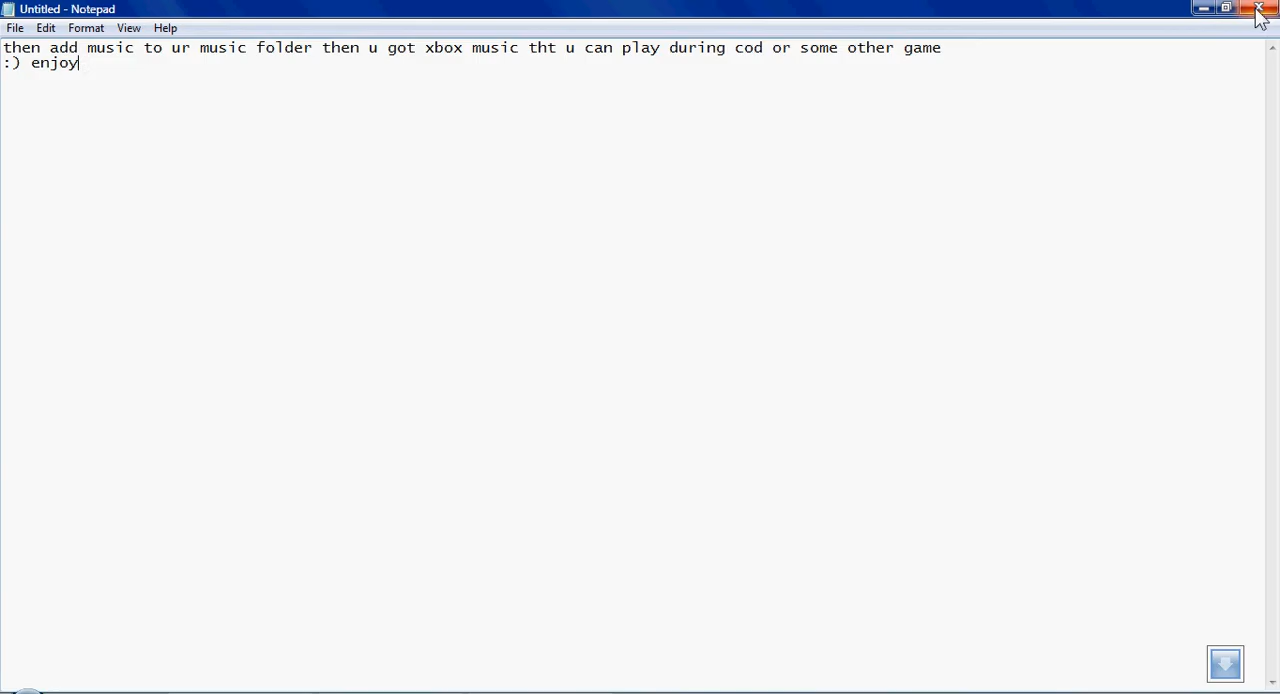 Untitled - Notepad
File Edit Format View Help
then add music to ur music folder then u got xbox music tht u can play during cod or some other game
:) enjoy